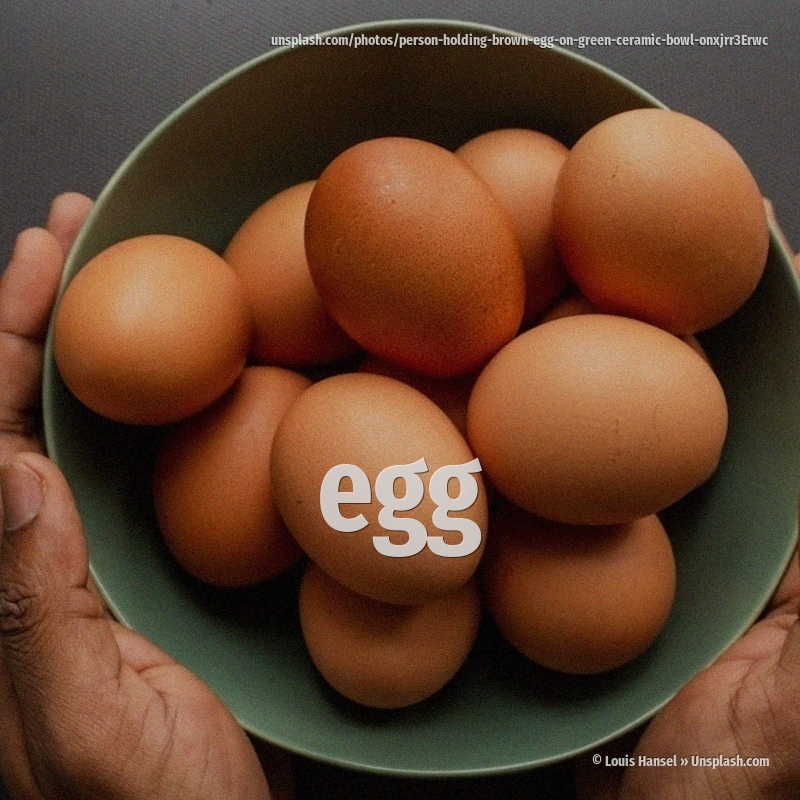 unsplash.com/photos/person-holding-brown-egg-on-green-ceramic-bowl-onxjrr3Erwc
egg
© Louis Hansel » Unsplash.com